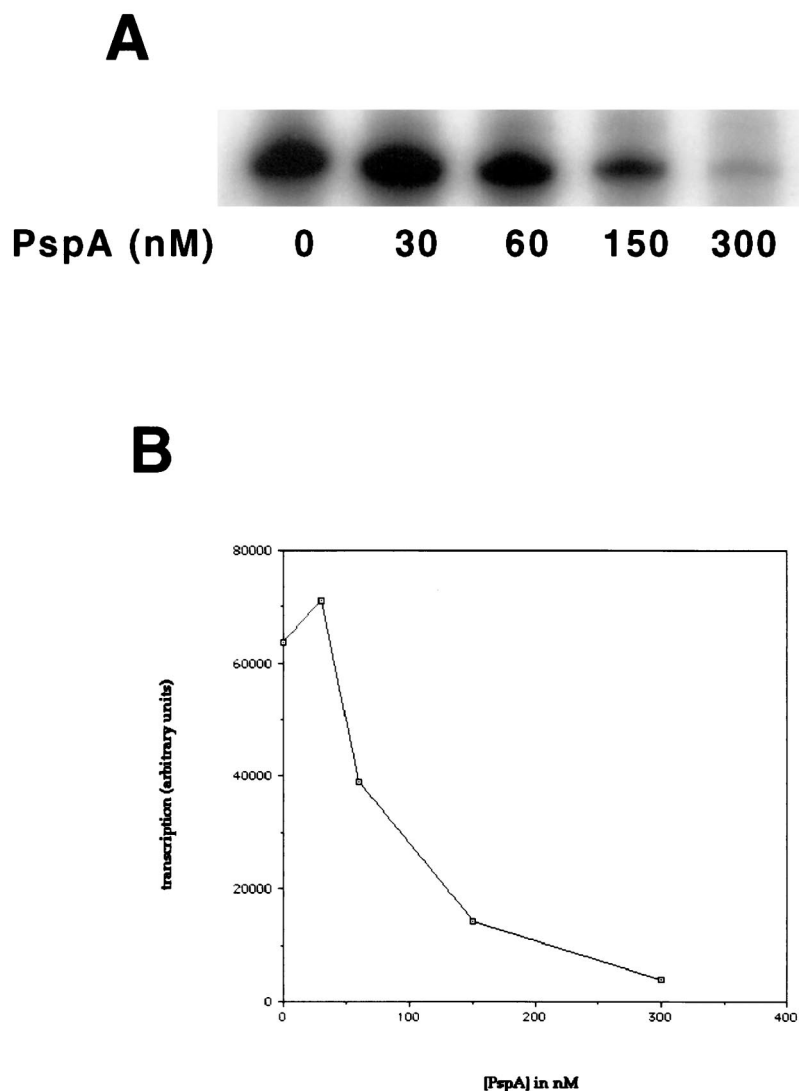 A
PspA (nM) 0 30 60 150 300
B
80000
60000
40000
20000
0
transcription (arbitrary units)
0 100 200 300 400
[PspA] in nM